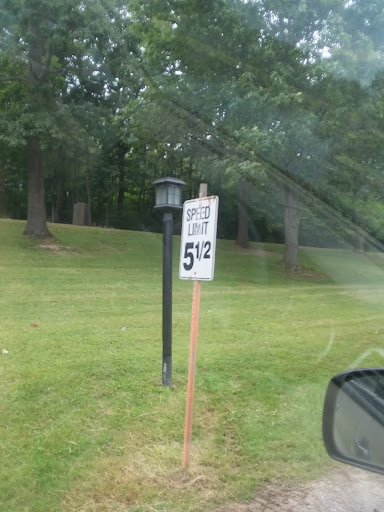 SPEED
LIMIT
5 1/2